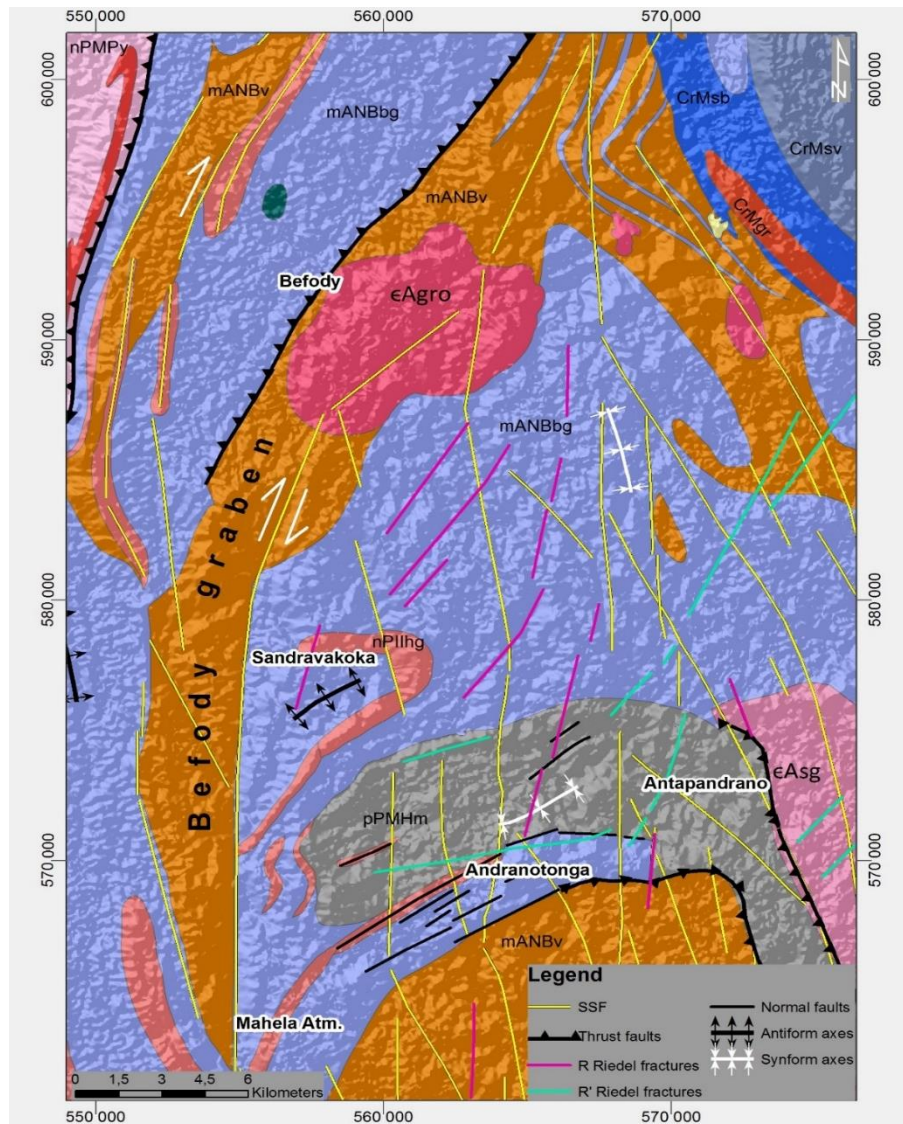 550 000
560 000
570 000
600 000
600 000
nPMPv
mANBv
mANBbg
CrMsb
CrMsv
mANBv
CrMgr
Befody
єAgro
590 000
590 000
mANBbg
Befody graben
580 000
580 000
nPIIhg
Sandravakoka
єAsg
Antapandrano
pPMHm
570 000
570 000
Andranotonga
mANBv
Mahela Atm.
Legend
SSF
Thrust faults
R Riedel fractures
R' Riedel fractures
Normal faults
Antiform axes
Synform axes
0 1,5 3 4,5 6
Kilometers
550 000
560 000
570 000